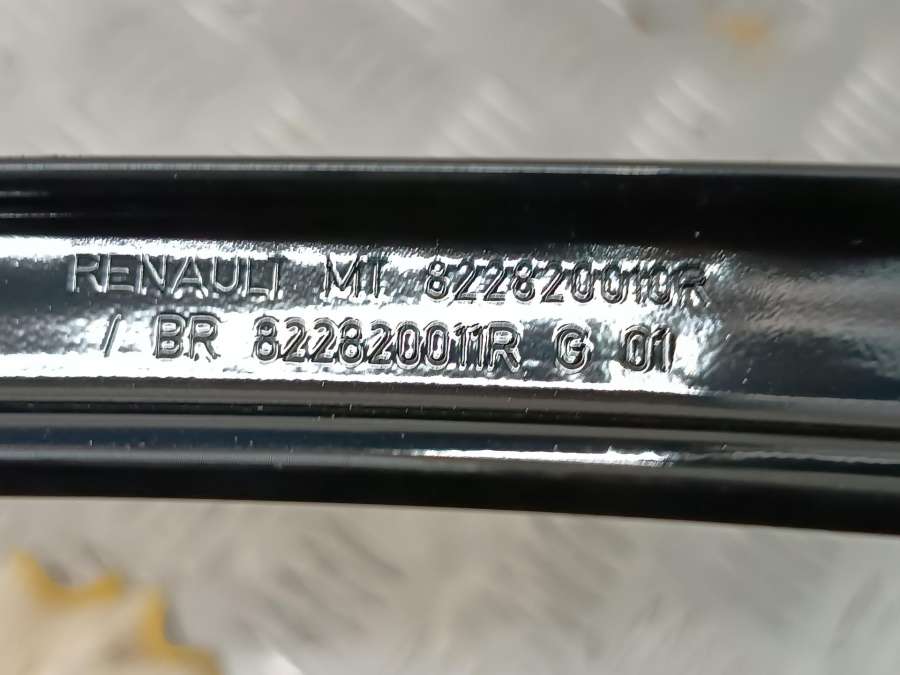 RENAULT MT 822820010R
/ BR 822820011R G 01